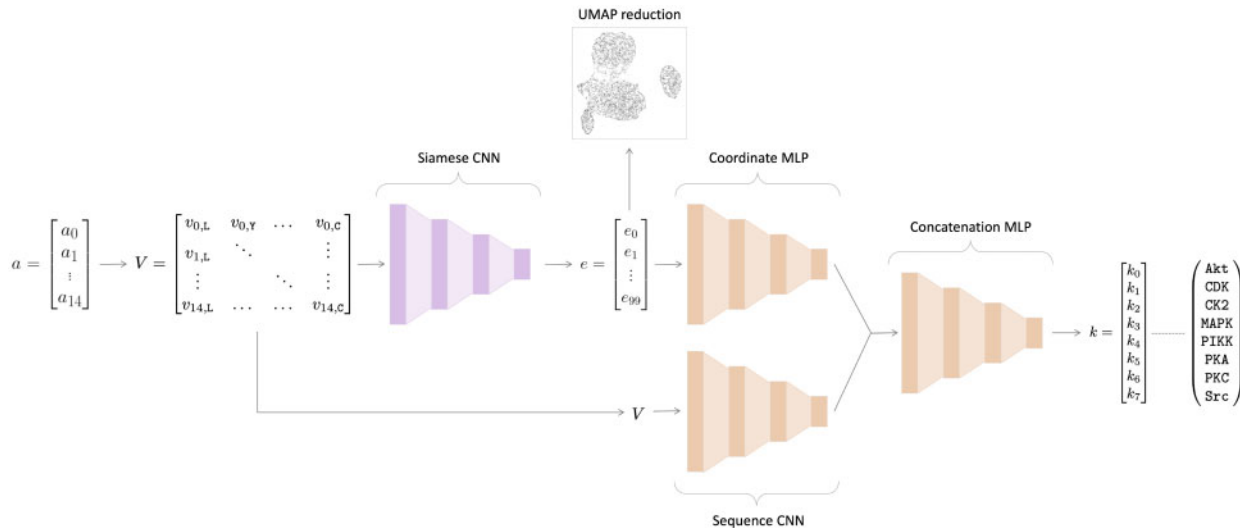 UMAP reduction
Siamese CNN
Coordinate MLP
Concatenation MLP
a = [a0 a1 ⋮ a14]
V = [v0,L v0,Y ⋯ v0,C
v1,L ⋱ ⋮
⋮ ⋱ ⋮
v14,L ⋯ ⋯ v14,C]
e = [e0 e1 ⋮ e99]
k = [k0 k1 k2 k3 k4 k5 k6 k7]
Akt
CDK
CK2
MAPK
PIKK
PKA
PKC
Src
V
Sequence CNN